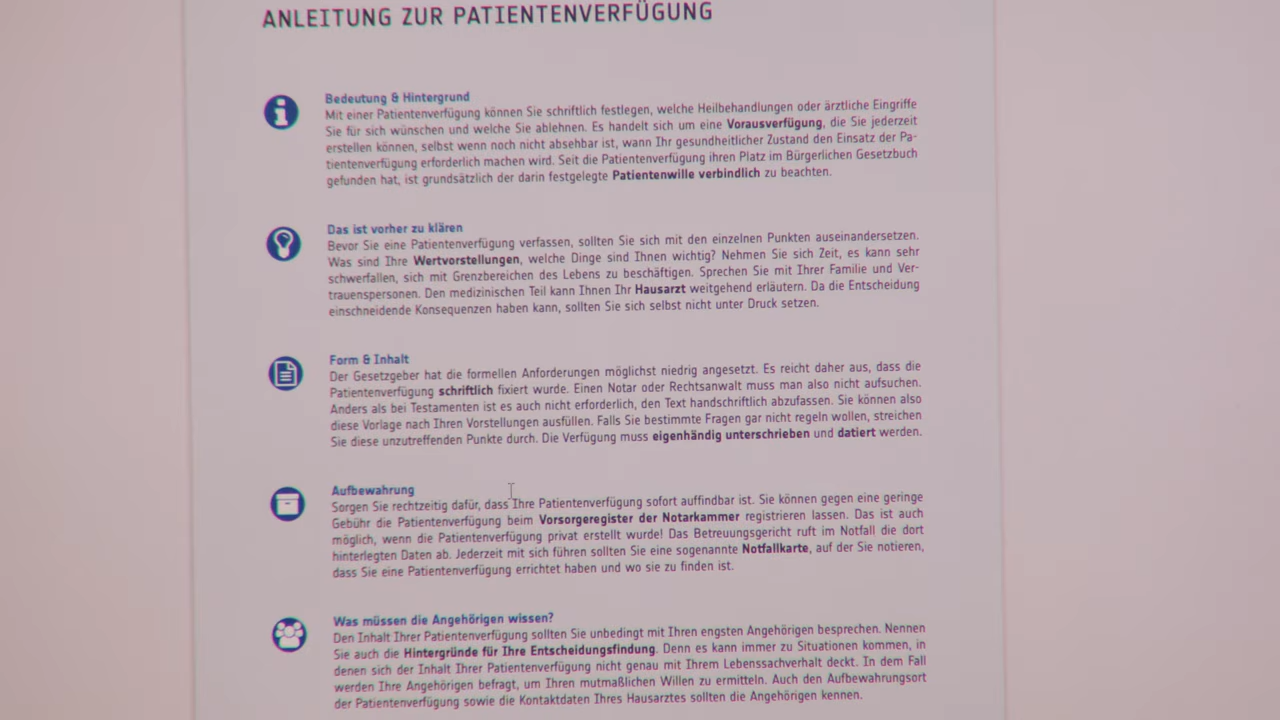 ANLEITUNG ZUR PATIENTENVERFÜGUNG
Bedeutung & Hintergrund
Mit einer Patientenverfügung können Sie schriftlich festlegen, welche Heilbehandlungen oder ärztliche Eingriffe
Sie für sich wünschen und welche Sie ablehnen. Es handelt sich um eine Vorausverfügung, die Sie jederzeit
erstellen können, selbst wenn noch nicht absehbar ist, wann Ihr gesundheitlicher Zustand den Einsatz der Pa-
tientenverfügung erforderlich machen wird. Seit die Patientenverfügung ihren Platz im Bürgerlichen Gesetzbuch
gefunden hat, ist grundsätzlich der darin festgelegte Patientenwille verbindlich zu beachten.
Das ist vorher zu klären
Bevor Sie eine Patientenverfügung verfassen, sollten Sie sich mit den einzelnen Punkten auseinandersetzen.
Was sind Ihre Wertvorstellungen, welche Dinge sind Ihnen wichtig? Nehmen Sie sich Zeit, es kann sehr
schwerfallen, sich mit Grenzbereichen des Lebens zu beschäftigen. Sprechen Sie mit Ihrer Familie und Ver-
trauenspersonen. Den medizinischen Teil kann Ihnen Ihr Hausarzt weitgehend erläutern. Da die Entscheidung
einschneidende Konsequenzen haben kann, sollten Sie sich selbst nicht unter Druck setzen.
Form & Inhalt
Der Gesetzgeber hat die formellen Anforderungen möglichst niedrig angesetzt. Es reicht daher aus, dass die
Patientenverfügung schriftlich fixiert wurde. Einen Notar oder Rechtsanwalt muss man also nicht aufsuchen.
Anders als bei Testamenten ist es auch nicht erforderlich, den Text handschriftlich abzufassen. Sie können also
diese Vorlage nach Ihren Vorstellungen ausfüllen. Falls Sie bestimmte Fragen gar nicht regeln wollen, streichen
Sie diese unzutreffenden Punkte durch. Die Verfügung muss eigenhändig unterschrieben und datiert werden.
Aufbewahrung
Sorgen Sie rechtzeitig dafür, dass Ihre Patientenverfügung sofort auffindbar ist. Sie können gegen eine geringe
Gebühr die Patientenverfügung beim Vorsorgeregister der Notarkammer registrieren lassen. Das ist auch
möglich, wenn die Patientenverfügung privat erstellt wurde! Das Betreuungsgericht ruft im Notfall die dort
hinterlegten Daten ab. Jederzeit mit sich führen sollten Sie eine sogenannte Notfallkarte, auf der Sie notieren,
dass Sie eine Patientenverfügung errichtet haben und wo sie zu finden ist.
Was müssen die Angehörigen wissen?
Den Inhalt Ihrer Patientenverfügung sollten Sie unbedingt mit Ihren engsten Angehörigen besprechen. Nennen
Sie auch die Hintergründe für Ihre Entscheidungsfindung. Denn es kann immer zu Situationen kommen, in
denen sich der Inhalt Ihrer Patientenverfügung nicht genau mit Ihrem Lebenssachverhalt deckt. In dem Fall
werden Ihre Angehörigen befragt, um Ihren mutmaßlichen Willen zu ermitteln. Auch den Aufbewahrungsort
der Patientenverfügung sowie die Kontaktdaten Ihres Hausarztes sollten die Angehörigen kennen.